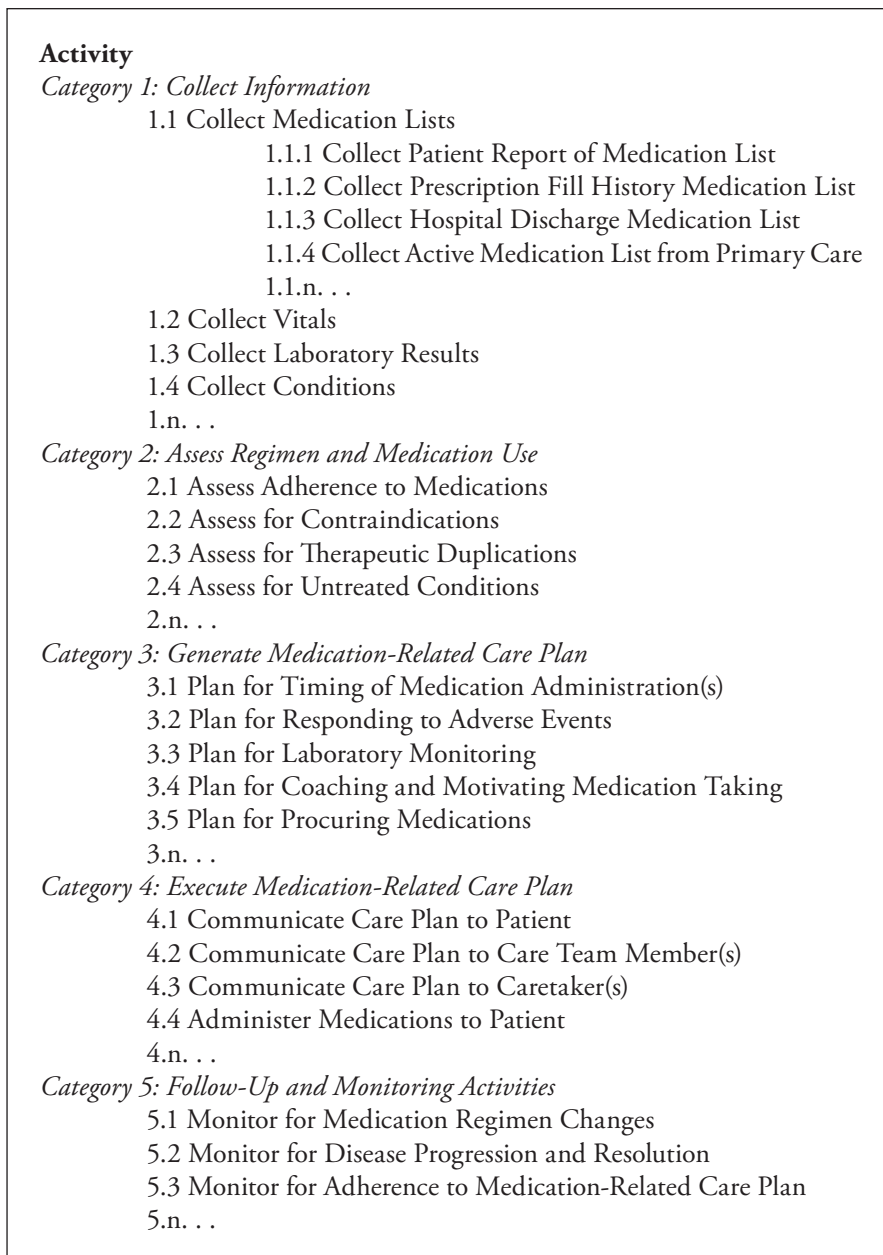 Activity
Category 1: Collect Information
1.1 Collect Medication Lists
1.1.1 Collect Patient Report of Medication List
1.1.2 Collect Prescription Fill History Medication List
1.1.3 Collect Hospital Discharge Medication List
1.1.4 Collect Active Medication List from Primary Care
1.1.n. . .
1.2 Collect Vitals
1.3 Collect Laboratory Results
1.4 Collect Conditions
1.n. . .
Category 2: Assess Regimen and Medication Use
2.1 Assess Adherence to Medications
2.2 Assess for Contraindications
2.3 Assess for Therapeutic Duplications
2.4 Assess for Untreated Conditions
2.n. . .
Category 3: Generate Medication-Related Care Plan
3.1 Plan for Timing of Medication Administration(s)
3.2 Plan for Responding to Adverse Events
3.3 Plan for Laboratory Monitoring
3.4 Plan for Coaching and Motivating Medication Taking
3.5 Plan for Procuring Medications
3.n. . .
Category 4: Execute Medication-Related Care Plan
4.1 Communicate Care Plan to Patient
4.2 Communicate Care Plan to Care Team Member(s)
4.3 Communicate Care Plan to Caretaker(s)
4.4 Administer Medications to Patient
4.n. . .
Category 5: Follow-Up and Monitoring Activities
5.1 Monitor for Medication Regimen Changes
5.2 Monitor for Disease Progression and Resolution
5.3 Monitor for Adherence to Medication-Related Care Plan
5.n. . .